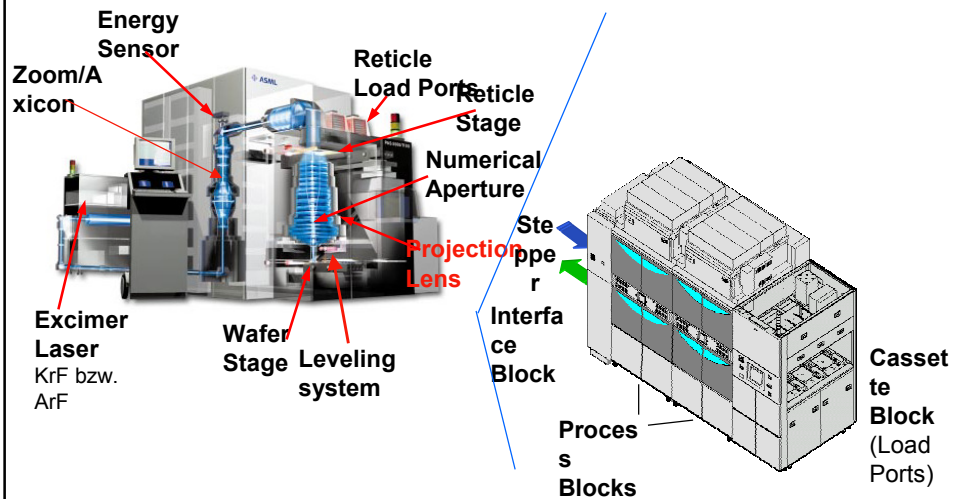 Energy
Sensor
Zoom/A
xicon
ASML
Reticle
Load Ports
Reticle
Stage
Numerical
Aperture
Projection
Lens
Excimer
Laser
KrF bzw.
ArF
Wafer
Stage
Leveling
system
Ste
ppe
r
Interfa
ce
Block
Proces
s
Blocks
Casset
te
Block
(Load
Ports)